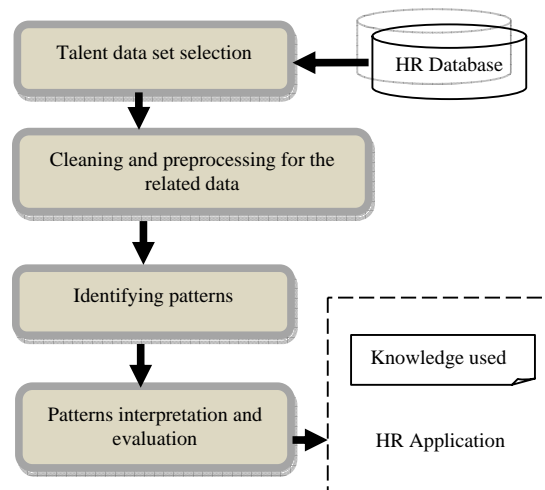 Talent data set selection
HR Database
Cleaning and preprocessing for the
related data
Identifying patterns
Knowledge used
Patterns interpretation and
evaluation
HR Application